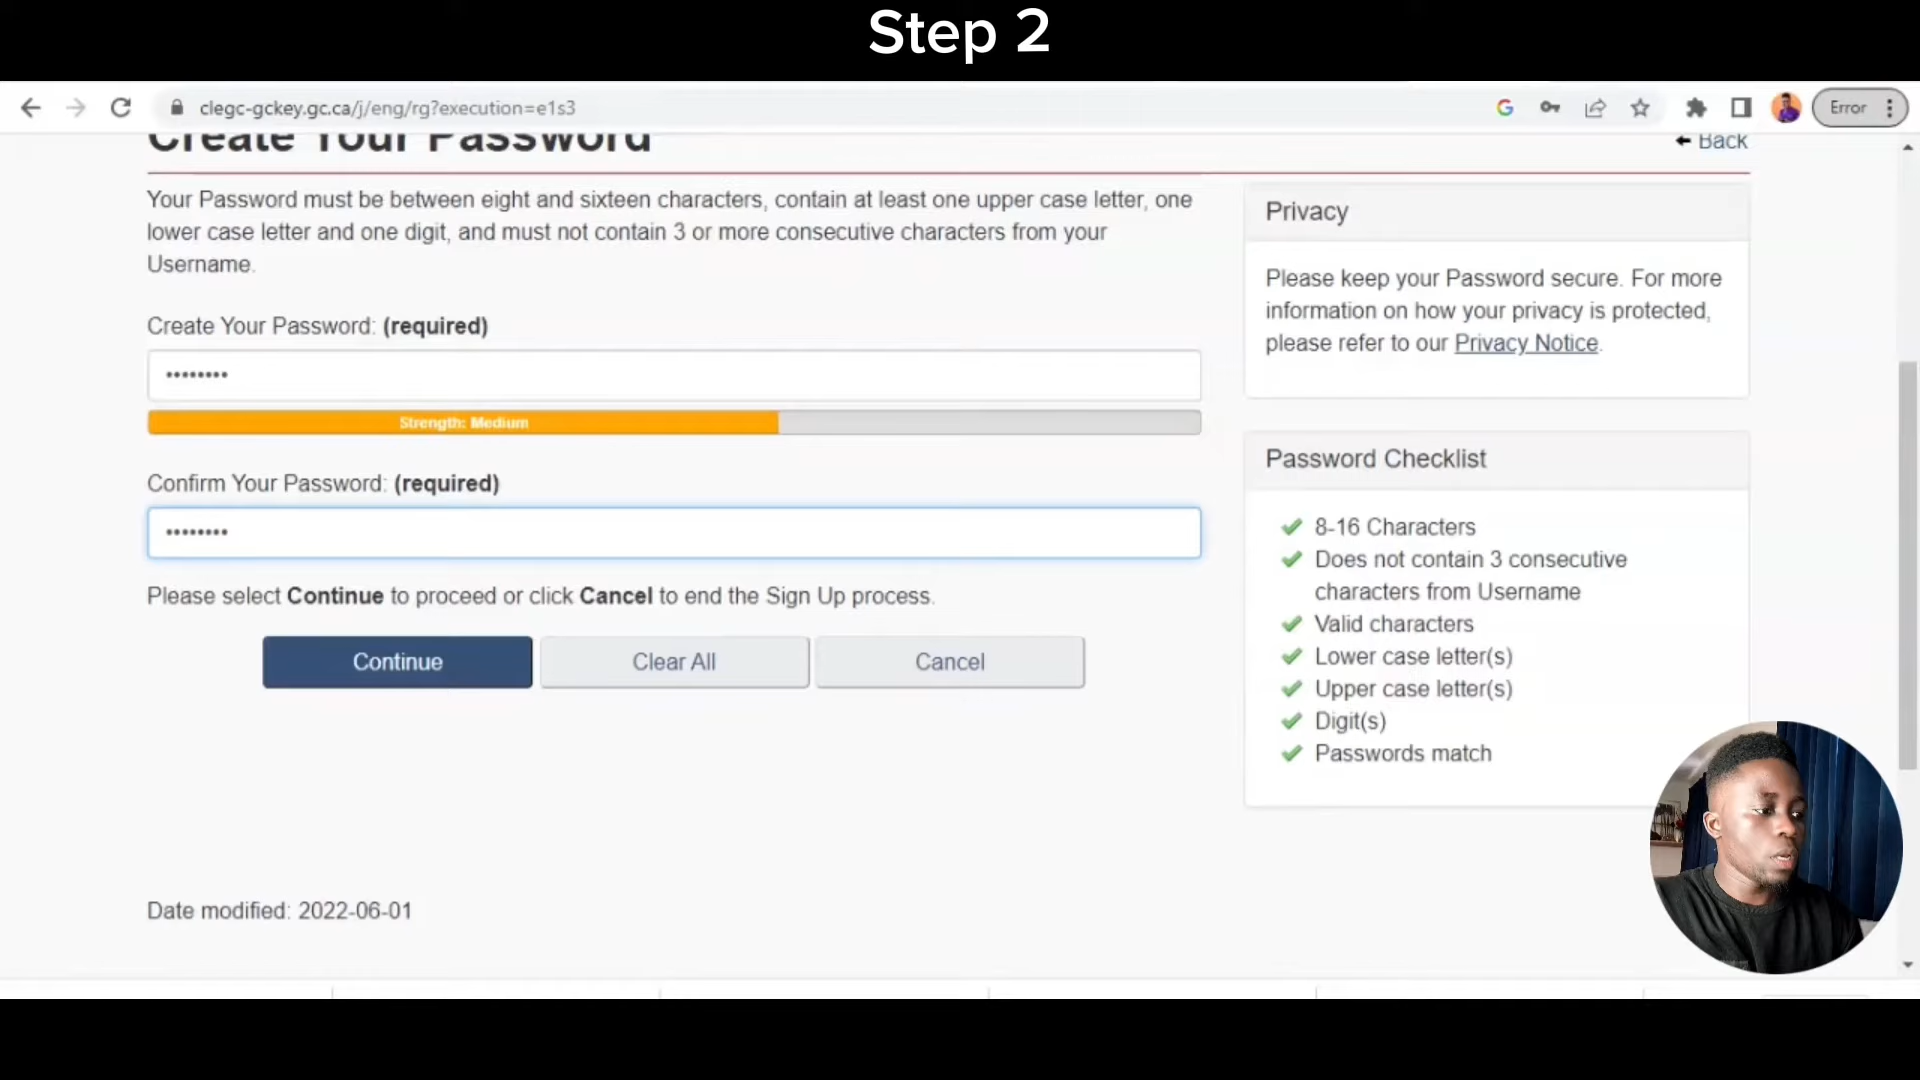 Step 2
clegc-gckey.gc.ca/j/eng/rg?execution=e1s3
Error
Create Your Password
Back
Your Password must be between eight and sixteen characters, contain at least one upper case letter, one
lower case letter and one digit, and must not contain 3 or more consecutive characters from your
Username.
Create Your Password: (required)
••••••••
Strength: Medium
Confirm Your Password: (required)
••••••••
Please select Continue to proceed or click Cancel to end the Sign Up process.
Continue
Clear All
Cancel
Date modified: 2022-06-01
Privacy
Please keep your Password secure. For more
information on how your privacy is protected,
please refer to our Privacy Notice.
Password Checklist
8-16 Characters
Does not contain 3 consecutive
characters from Username
Valid characters
Lower case letter(s)
Upper case letter(s)
Digit(s)
Passwords match